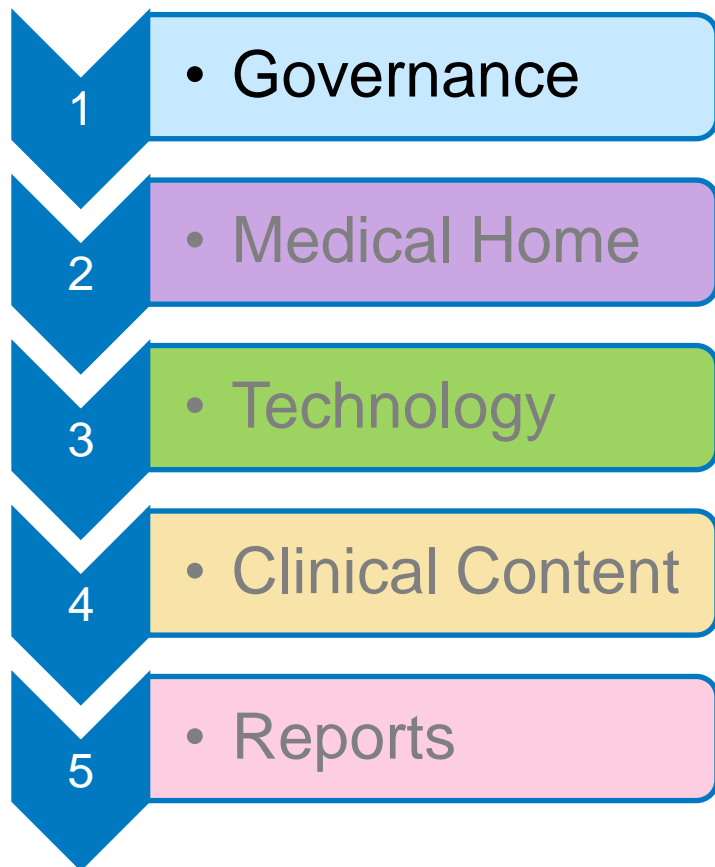 1
• Governance
2
• Medical Home
3
• Technology
4
• Clinical Content
5
• Reports